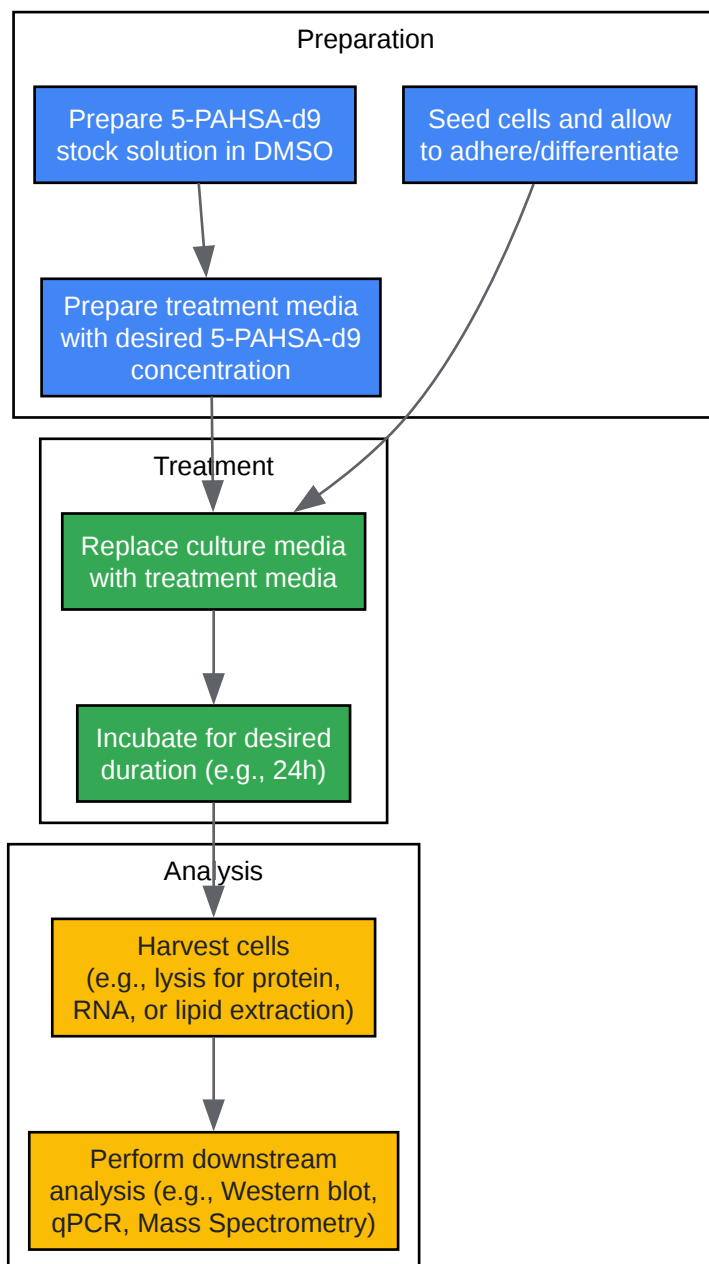 Preparation
Prepare 5-PAHSA-d9
stock solution in DMSO
Seed cells and allow
to adhere/differentiate
Prepare treatment media
with desired 5-PAHSA-d9
concentration
Treatment
Replace culture media
with treatment media
Incubate for desired
duration (e.g., 24h)
Analysis
Harvest cells
(e.g., lysis for protein,
RNA, or lipid extraction)
Perform downstream
analysis (e.g., Western blot,
qPCR, Mass Spectrometry)